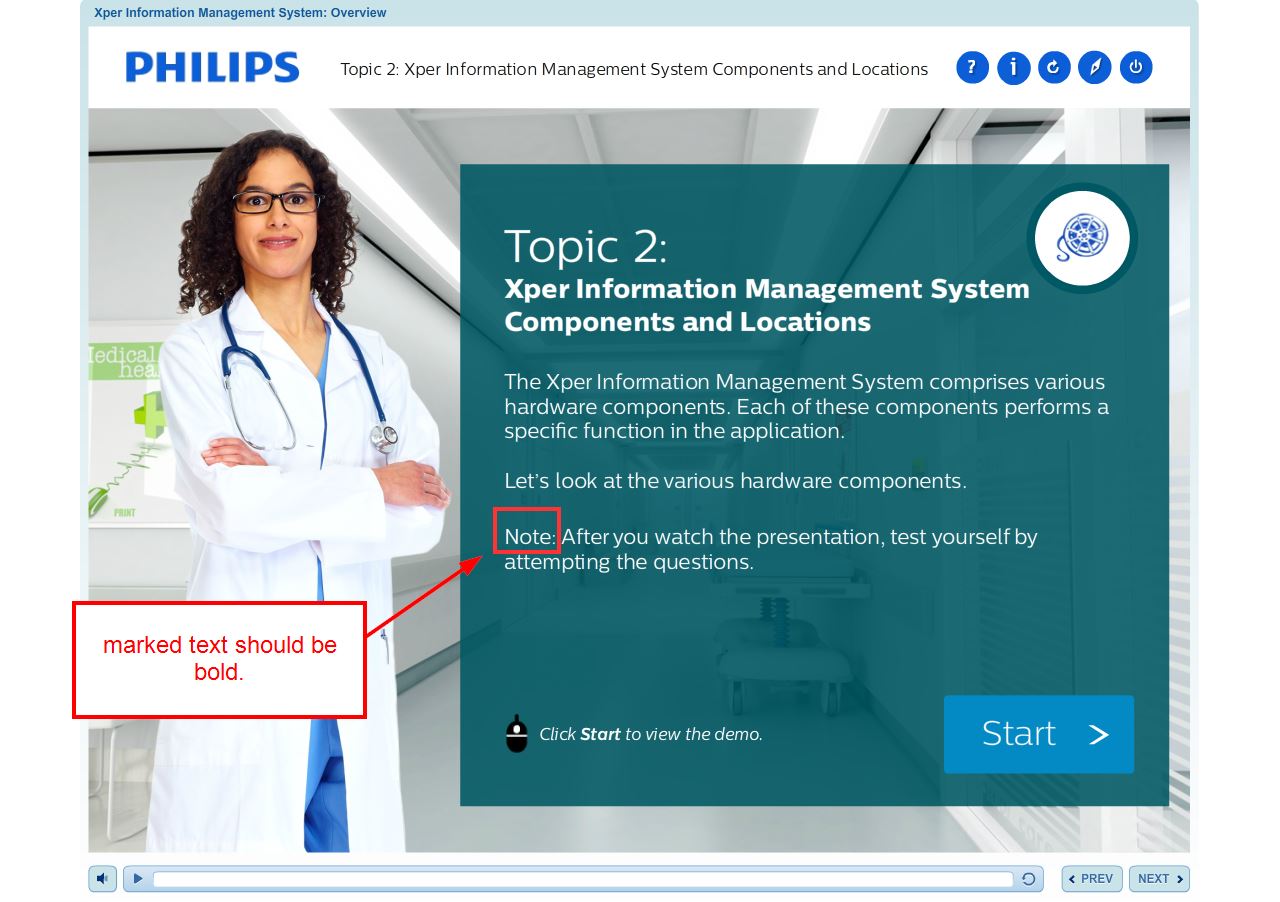 Xper Information Management System: Overview
PHILIPS
Topic 2: Xper Information Management System Components and Locations
? i
Topic 2:
Xper Information Management System
Components and Locations
The Xper Information Management System comprises various
hardware components. Each of these components performs a
specific function in the application.
Let's look at the various hardware components.
Note: After you watch the presentation, test yourself by
attempting the questions.
Medical
hea
PRINT
marked text should be
bold.
Click Start to view the demo.
Start >
PREV
NEXT